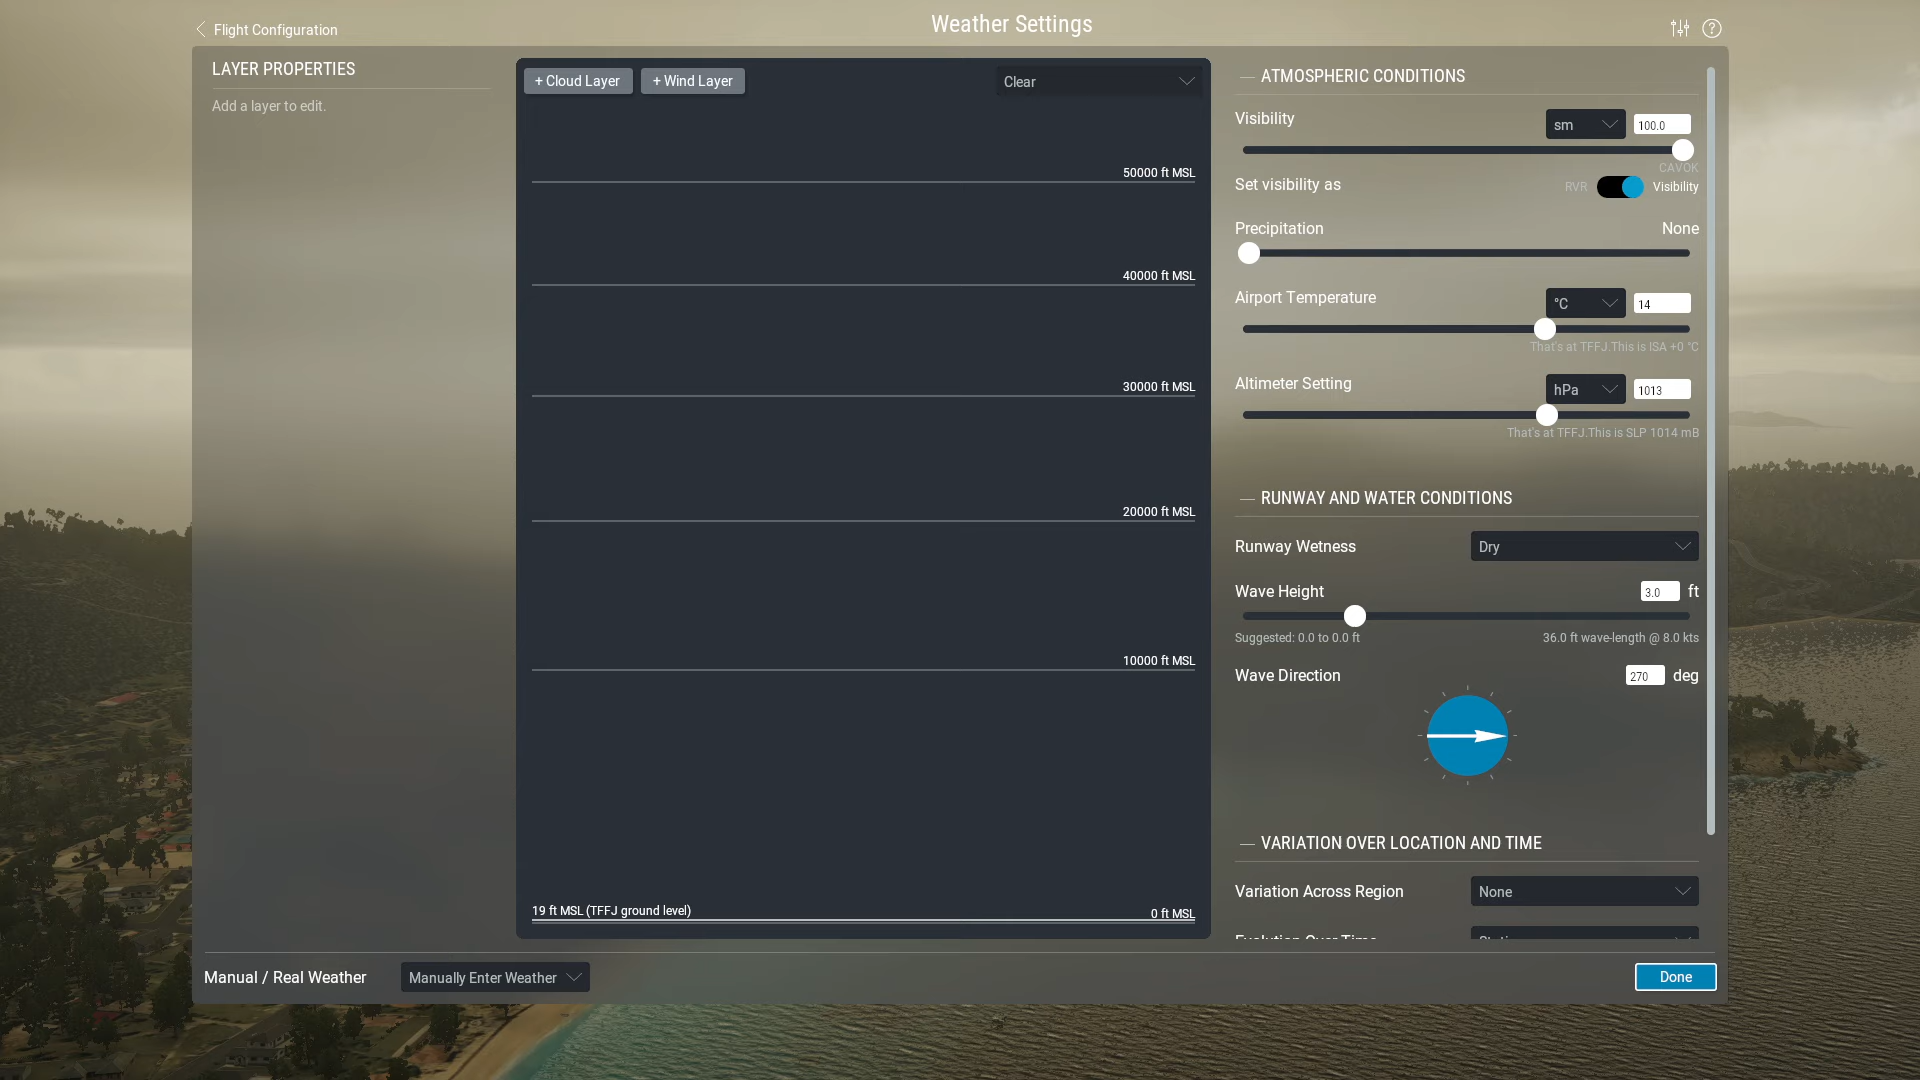 Flight Configuration
Weather Settings
LAYER PROPERTIES
Add a layer to edit.
+ Cloud Layer
+ Wind Layer
Clear
50000 ft MSL
40000 ft MSL
30000 ft MSL
20000 ft MSL
10000 ft MSL
19 ft MSL (TFFJ ground level)
0 ft MSL
ATMOSPHERIC CONDITIONS
Visibility
sm
100.0
CAVOK
Set visibility as
RVR
Visibility
Precipitation
None
Airport Temperature
°C
14
That's at TFFJ.This is ISA +0 °C
Altimeter Setting
hPa
1013
That's at TFFJ.This is SLP 1014 mB
RUNWAY AND WATER CONDITIONS
Runway Wetness
Dry
Wave Height
3.0
ft
Suggested: 0.0 to 0.0 ft
36.0 ft wave-length @ 8.0 kts
Wave Direction
270
deg
VARIATION OVER LOCATION AND TIME
Variation Across Region
None
Evolution Over Time
Manual / Real Weather
Manually Enter Weather
Done